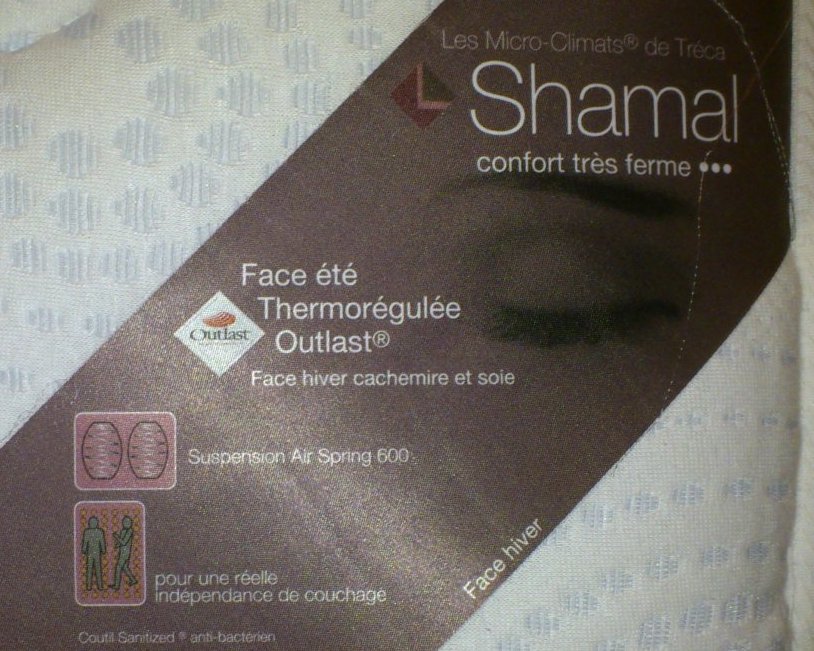 Les Micro-Climats® de Tréca
Shamal
confort très ferme •••
Face été
Thermorégulée
Outlast®
Outlast
Face hiver cachemire et soie
Suspension Air Spring 600
pour une réelle
indépendance de couchage
Face hiver
Coutil Sanitized ® anti-bactérien